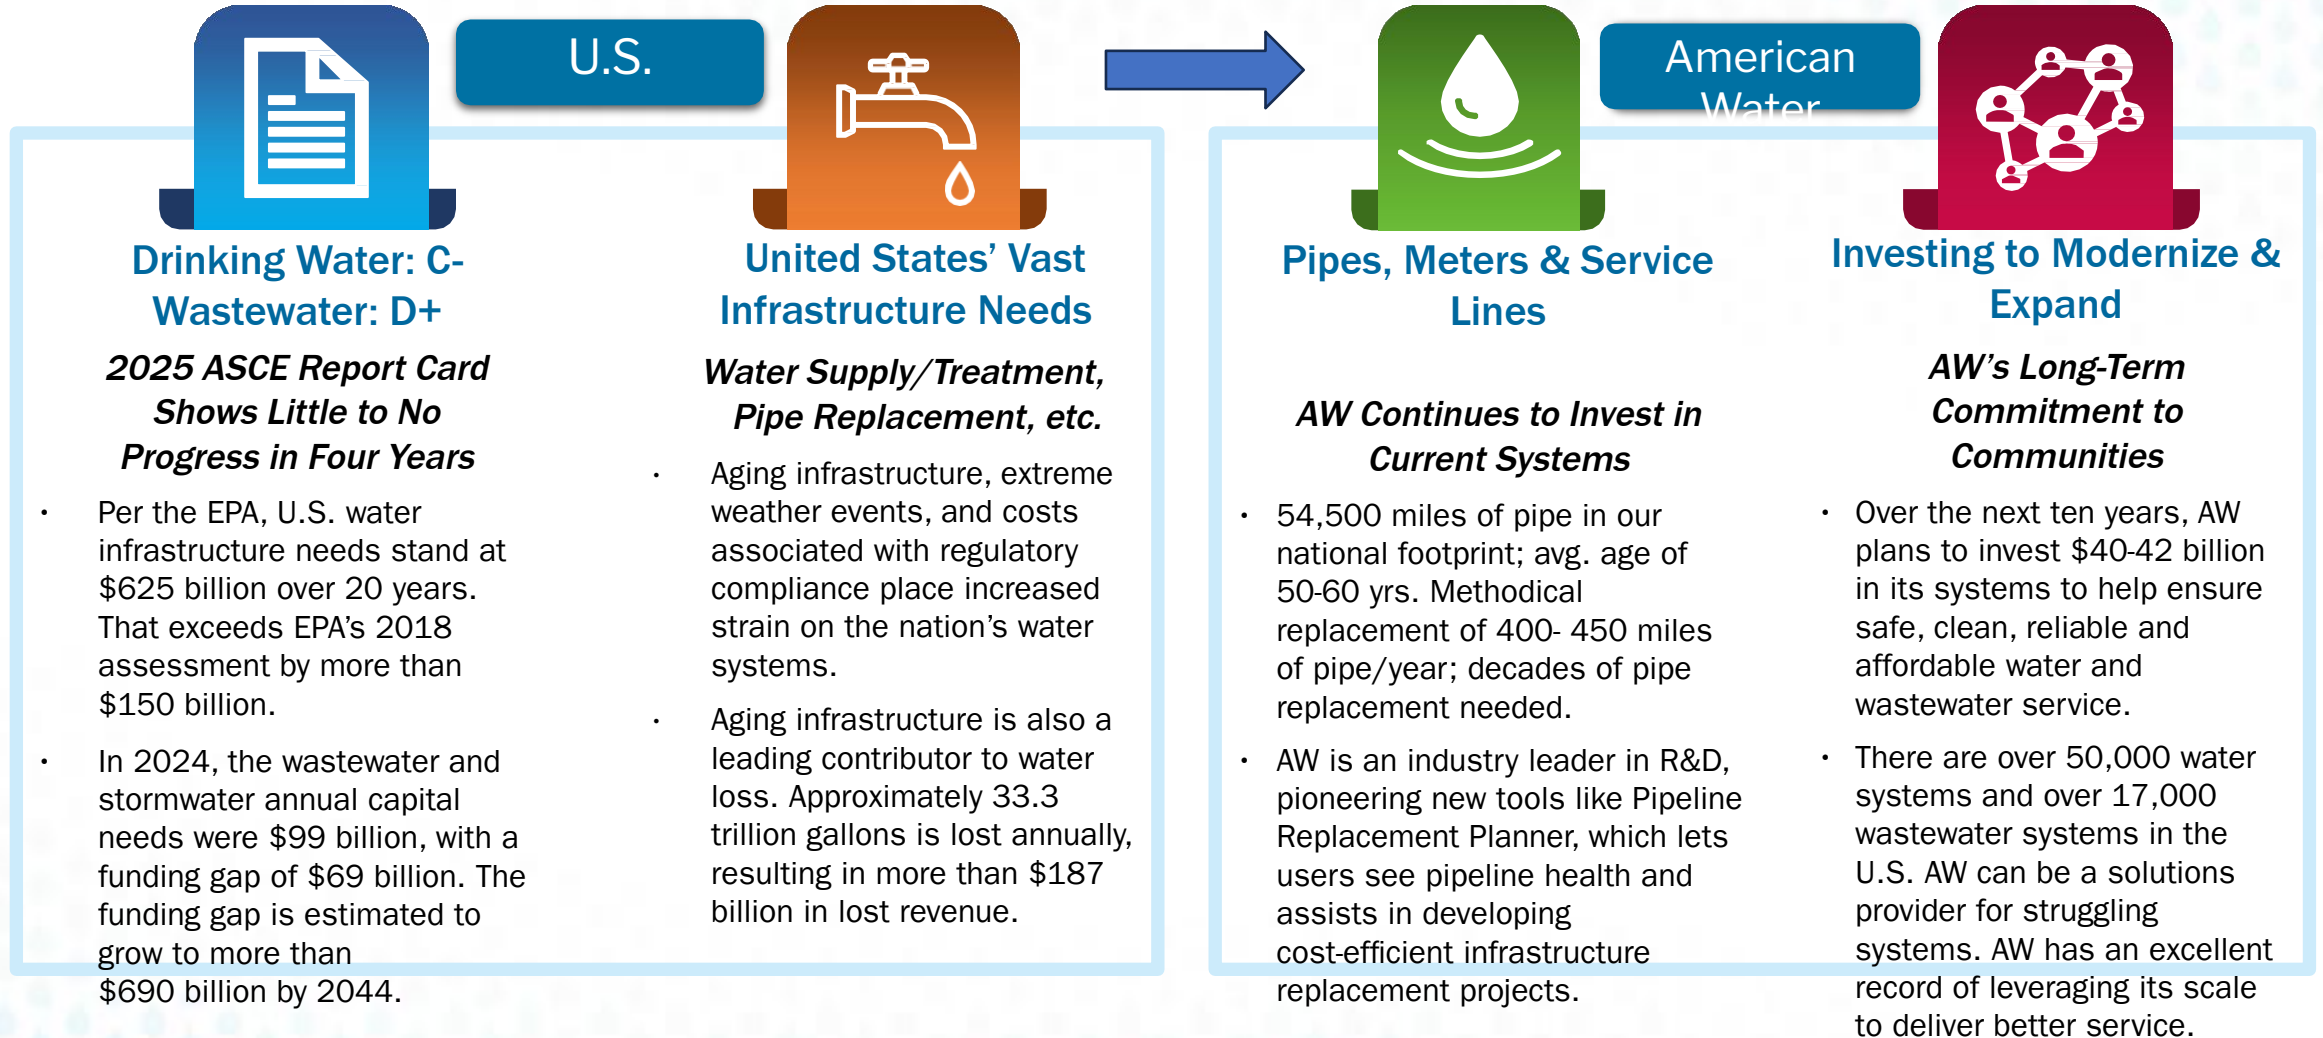 U.S.
American
Water
Drinking Water: C-
Wastewater: D+
2025 ASCE Report Card
Shows Little to No
Progress in Four Years
· Per the EPA, U.S. water
infrastructure needs stand at
$625 billion over 20 years.
That exceeds EPA’s 2018
assessment by more than
$150 billion.
· In 2024, the wastewater and
stormwater annual capital
needs were $99 billion, with a
funding gap of $69 billion. The
funding gap is estimated to
grow to more than
$690 billion by 2044.
United States’ Vast
Infrastructure Needs
Water Supply/Treatment,
Pipe Replacement, etc.
· Aging infrastructure, extreme
weather events, and costs
associated with regulatory
compliance place increased
strain on the nation’s water
systems.
· Aging infrastructure is also a
leading contributor to water
loss. Approximately 33.3
trillion gallons is lost annually,
resulting in more than $187
billion in lost revenue.
Pipes, Meters & Service
Lines
AW Continues to Invest in
Current Systems
· 54,500 miles of pipe in our
national footprint; avg. age of
50-60 yrs. Methodical
replacement of 400- 450 miles
of pipe/year; decades of pipe
replacement needed.
· AW is an industry leader in R&D,
pioneering new tools like Pipeline
Replacement Planner, which lets
users see pipeline health and
assists in developing
cost-efficient infrastructure
replacement projects.
Investing to Modernize &
Expand
AW’s Long-Term
Commitment to
Communities
· Over the next ten years, AW
plans to invest $40-42 billion
in its systems to help ensure
safe, clean, reliable and
affordable water and
wastewater service.
· There are over 50,000 water
systems and over 17,000
wastewater systems in the
U.S. AW can be a solutions
provider for struggling
systems. AW has an excellent
record of leveraging its scale
to deliver better service.